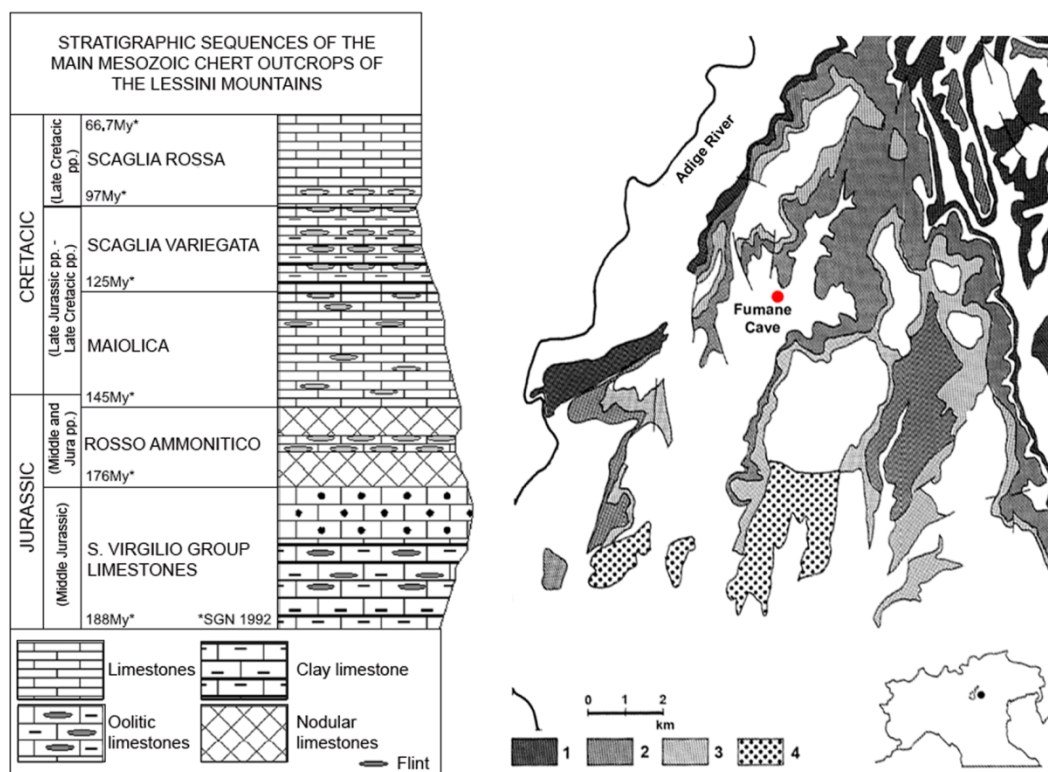 STRATIGRAPHIC SEQUENCES OF THE
MAIN MESOZOIC CHERT OUTCROPS OF
THE LESSINI MOUNTAINS
CRETACIC
(Late Cretacic
pp.)
66,7My*
SCAGLIA ROSSA
97My*
(Late Jurassic pp. -
Late Cretacic pp.)
SCAGLIA VARIEGATA
125My*
MAIOLICA
145My*
JURASSIC
(Middle and
Jura pp.)
ROSSO AMMONITICO
176My*
(Middle Jurassic)
S. VIRGILIO GROUP
LIMESTONES
188My*
*SGN 1992
Limestones
Clay limestone
Oolitic
limestones
Nodular
limestones
Flint
Adige River
Fumane
Cave
0 1 2
km
1
2
3
4